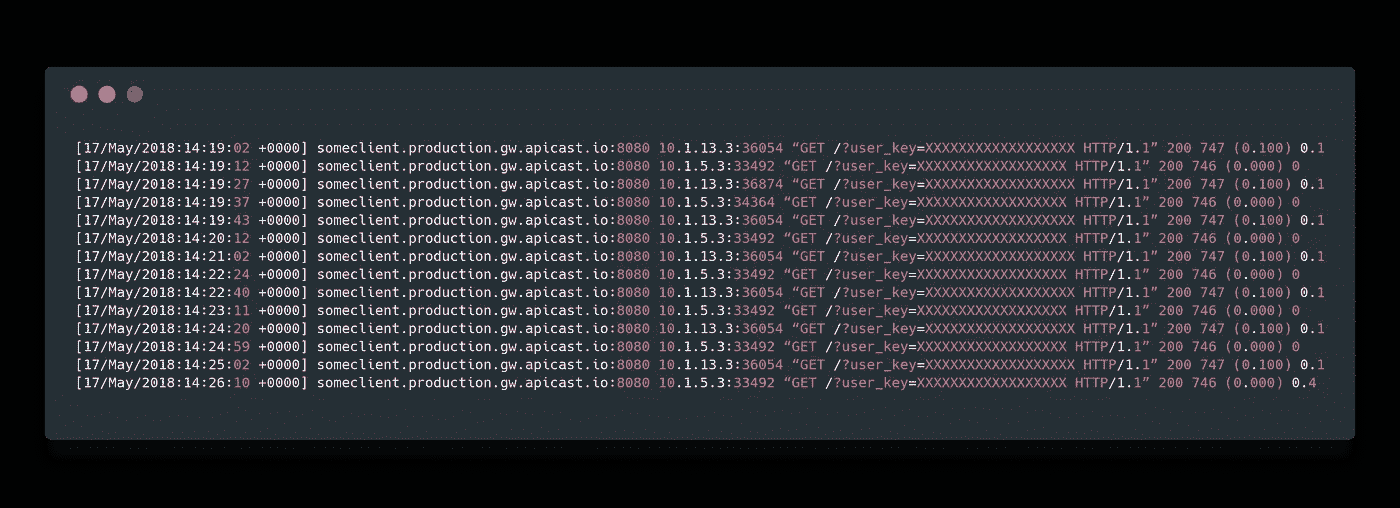 [17/May/2018:14:19:02 +0000] someclient.production.gw.apicast.io:8080 10.1.13.3:36054 “GET /?user_key=XXXXXXXXXXXXXXXXXX HTTP/1.1” 200 747 (0.100) 0.1
[17/May/2018:14:19:12 +0000] someclient.production.gw.apicast.io:8080 10.1.5.3:33492 “GET /?user_key=XXXXXXXXXXXXXXXXXX HTTP/1.1” 200 746 (0.000) 0
[17/May/2018:14:19:27 +0000] someclient.production.gw.apicast.io:8080 10.1.13.3:36874 “GET /?user_key=XXXXXXXXXXXXXXXXXX HTTP/1.1” 200 747 (0.100) 0.1
[17/May/2018:14:19:37 +0000] someclient.production.gw.apicast.io:8080 10.1.5.3:34364 “GET /?user_key=XXXXXXXXXXXXXXXXXX HTTP/1.1” 200 746 (0.000) 0
[17/May/2018:14:19:43 +0000] someclient.production.gw.apicast.io:8080 10.1.13.3:36054 “GET /?user_key=XXXXXXXXXXXXXXXXXX HTTP/1.1” 200 747 (0.100) 0.1
[17/May/2018:14:20:12 +0000] someclient.production.gw.apicast.io:8080 10.1.5.3:33492 “GET /?user_key=XXXXXXXXXXXXXXXXXX HTTP/1.1” 200 746 (0.000) 0
[17/May/2018:14:21:02 +0000] someclient.production.gw.apicast.io:8080 10.1.13.3:36054 “GET /?user_key=XXXXXXXXXXXXXXXXXX HTTP/1.1” 200 747 (0.100) 0.1
[17/May/2018:14:22:24 +0000] someclient.production.gw.apicast.io:8080 10.1.5.3:33492 “GET /?user_key=XXXXXXXXXXXXXXXXXX HTTP/1.1” 200 746 (0.000) 0
[17/May/2018:14:22:40 +0000] someclient.production.gw.apicast.io:8080 10.1.13.3:36054 “GET /?user_key=XXXXXXXXXXXXXXXXXX HTTP/1.1” 200 747 (0.100) 0.1
[17/May/2018:14:23:11 +0000] someclient.production.gw.apicast.io:8080 10.1.5.3:33492 “GET /?user_key=XXXXXXXXXXXXXXXXXX HTTP/1.1” 200 746 (0.000) 0
[17/May/2018:14:24:20 +0000] someclient.production.gw.apicast.io:8080 10.1.13.3:36054 “GET /?user_key=XXXXXXXXXXXXXXXXXX HTTP/1.1” 200 747 (0.100) 0.1
[17/May/2018:14:24:59 +0000] someclient.production.gw.apicast.io:8080 10.1.5.3:33492 “GET /?user_key=XXXXXXXXXXXXXXXXXX HTTP/1.1” 200 746 (0.000) 0
[17/May/2018:14:25:02 +0000] someclient.production.gw.apicast.io:8080 10.1.13.3:36054 “GET /?user_key=XXXXXXXXXXXXXXXXXX HTTP/1.1” 200 747 (0.100) 0.1
[17/May/2018:14:26:10 +0000] someclient.production.gw.apicast.io:8080 10.1.5.3:33492 “GET /?user_key=XXXXXXXXXXXXXXXXXX HTTP/1.1” 200 746 (0.000) 0.4